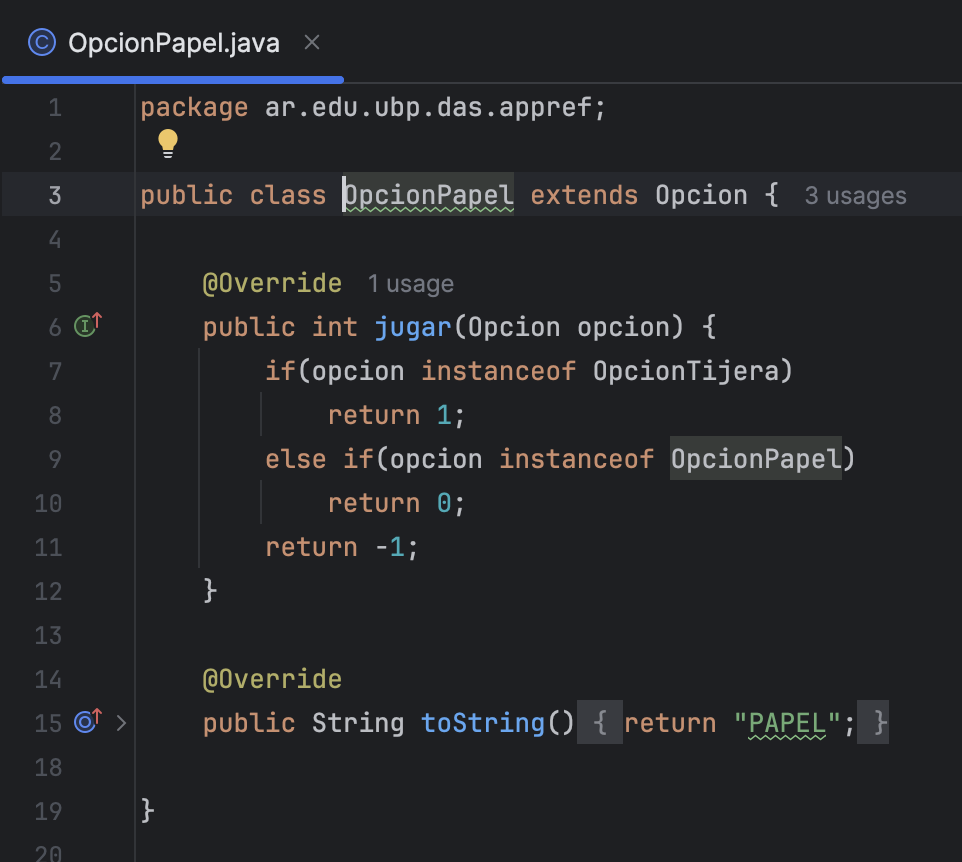 OpcionPapel.java
1 package ar.edu.ubp.das.appref;
2
3 public class OpcionPapel extends Opcion { 3 usages
4
5 @Override 1 usage
6 public int jugar(Opcion opcion) {
7 if(opcion instanceof OpcionTijera)
8 return 1;
9 else if(opcion instanceof OpcionPapel)
10 return 0;
11 return -1;
12 }
13
14 @Override
15 public String toString() { return "PAPEL"; }
18
19 }
20